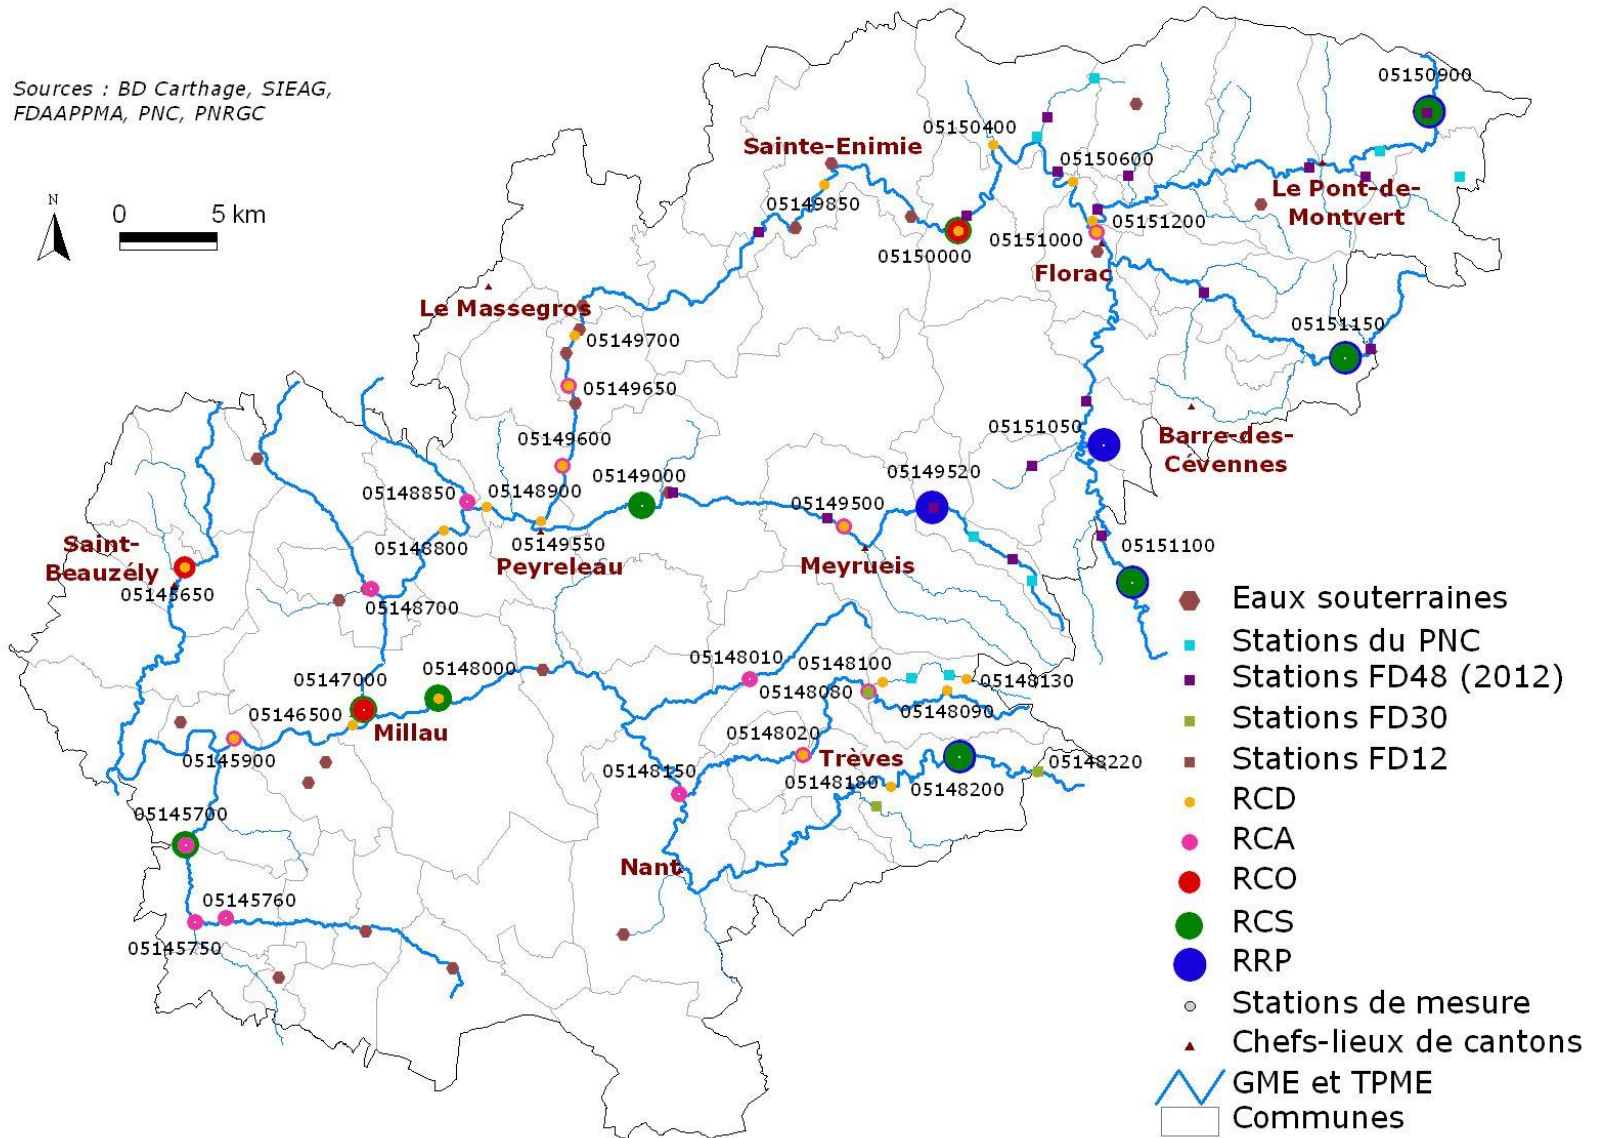 Sources : BD Carthage, SIEAG,
FDAAPPMA, PNC, PNRGC
N
0 5 km
05150900
05150400
Sainte-Enimie
05150600
Le Pont-de-
Montvert
05149850
05151200
05151000
05150000
Florac
Le Massegros
05151150
05149700
05149650
05151050
Barre-des-
Cévennes
05149600
05149000
05149520
05148850
05148900
05149500
05148800
05149550
05151100
Saint-
Beauzély
Peyreleau
Meyrueis
05145650
05148700
05148010
05148100
05148000
05147000
05148080
05148130
05146500
05148090
Millau
05148020
Trèves
05145900
05148150
05148180
05148200
05148220
05145700
Nant
05145760
05145750
Eaux souterraines
Stations du PNC
Stations FD48 (2012)
Stations FD30
Stations FD12
RCD
RCA
RCO
RCS
RRP
Stations de mesure
Chefs-lieux de cantons
GME et TPME
Communes